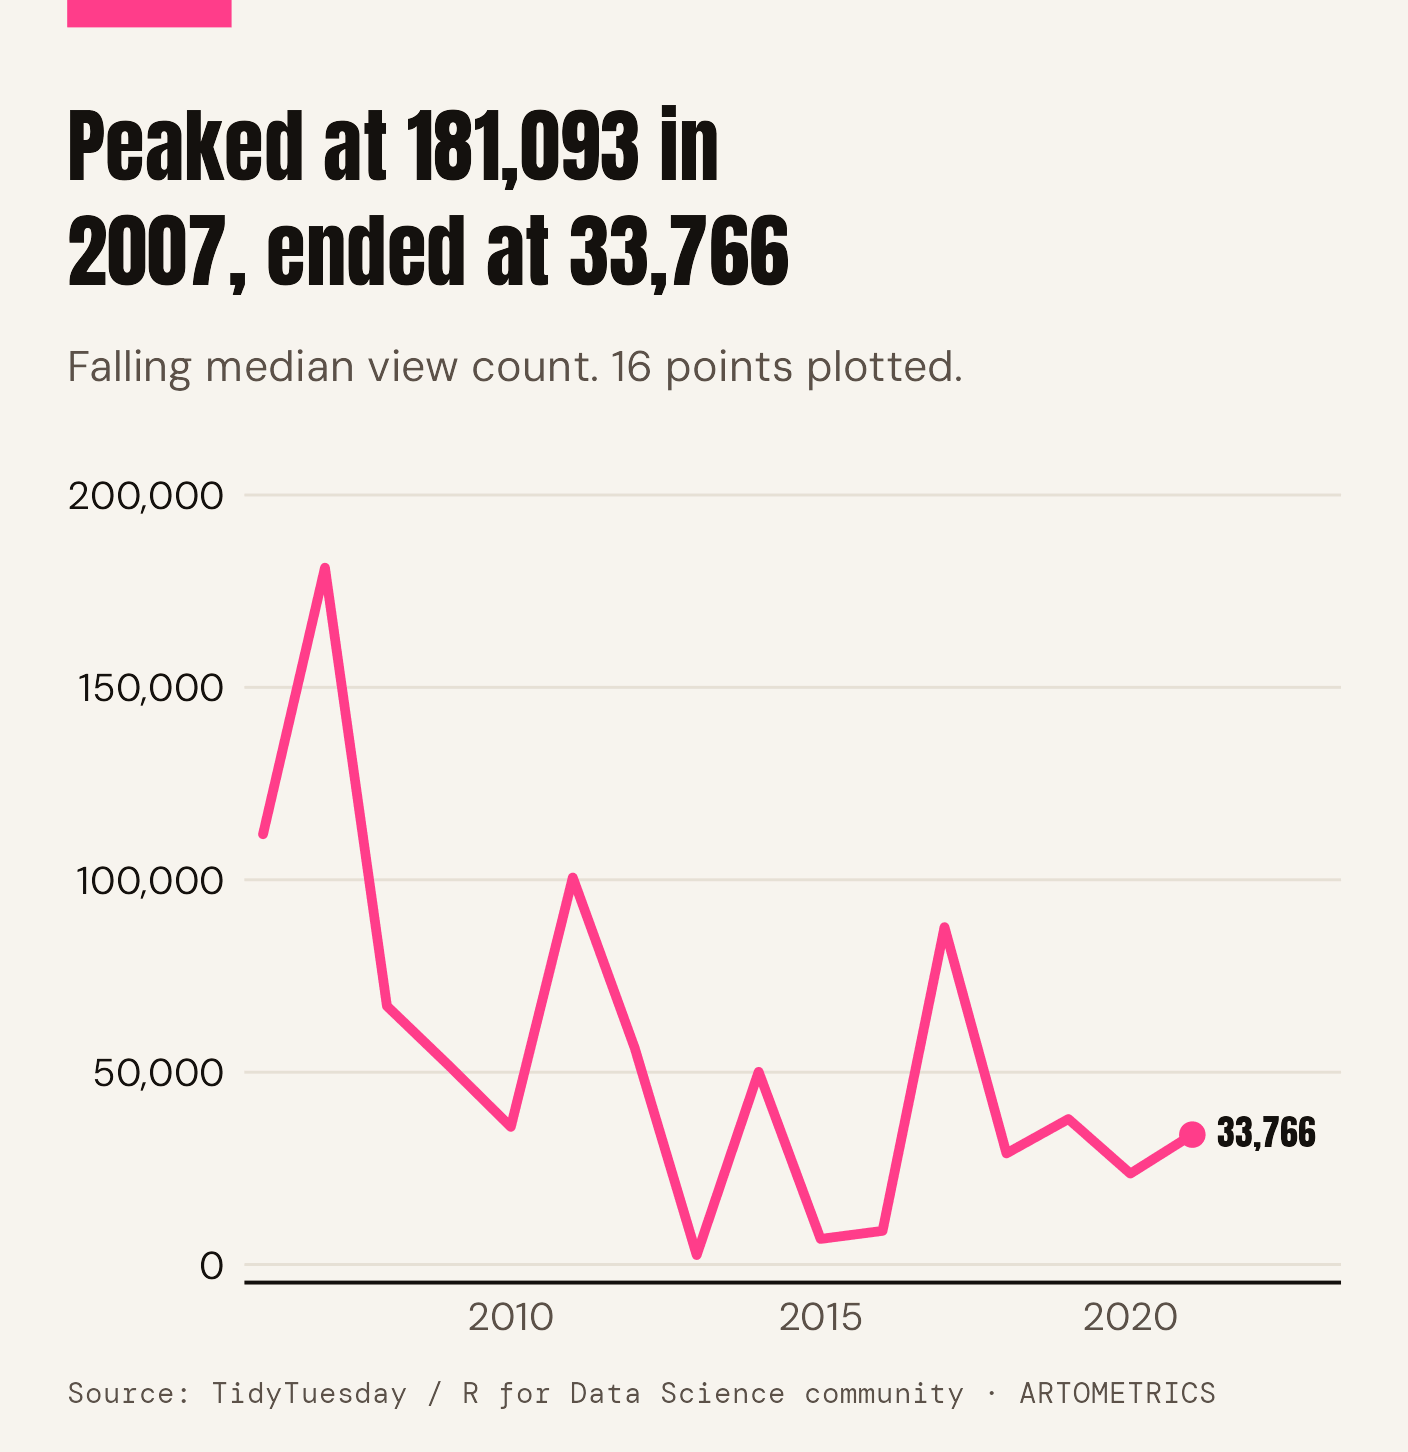 Peaked at 181,093 in
2007, ended at 33,766
Falling median view count. 16 points plotted.
200,000
150,000
100,000
50,000
0
33,766
2010
2015
2020
Source: TidyTuesday / R for Data Science community · ARTOMETRICS